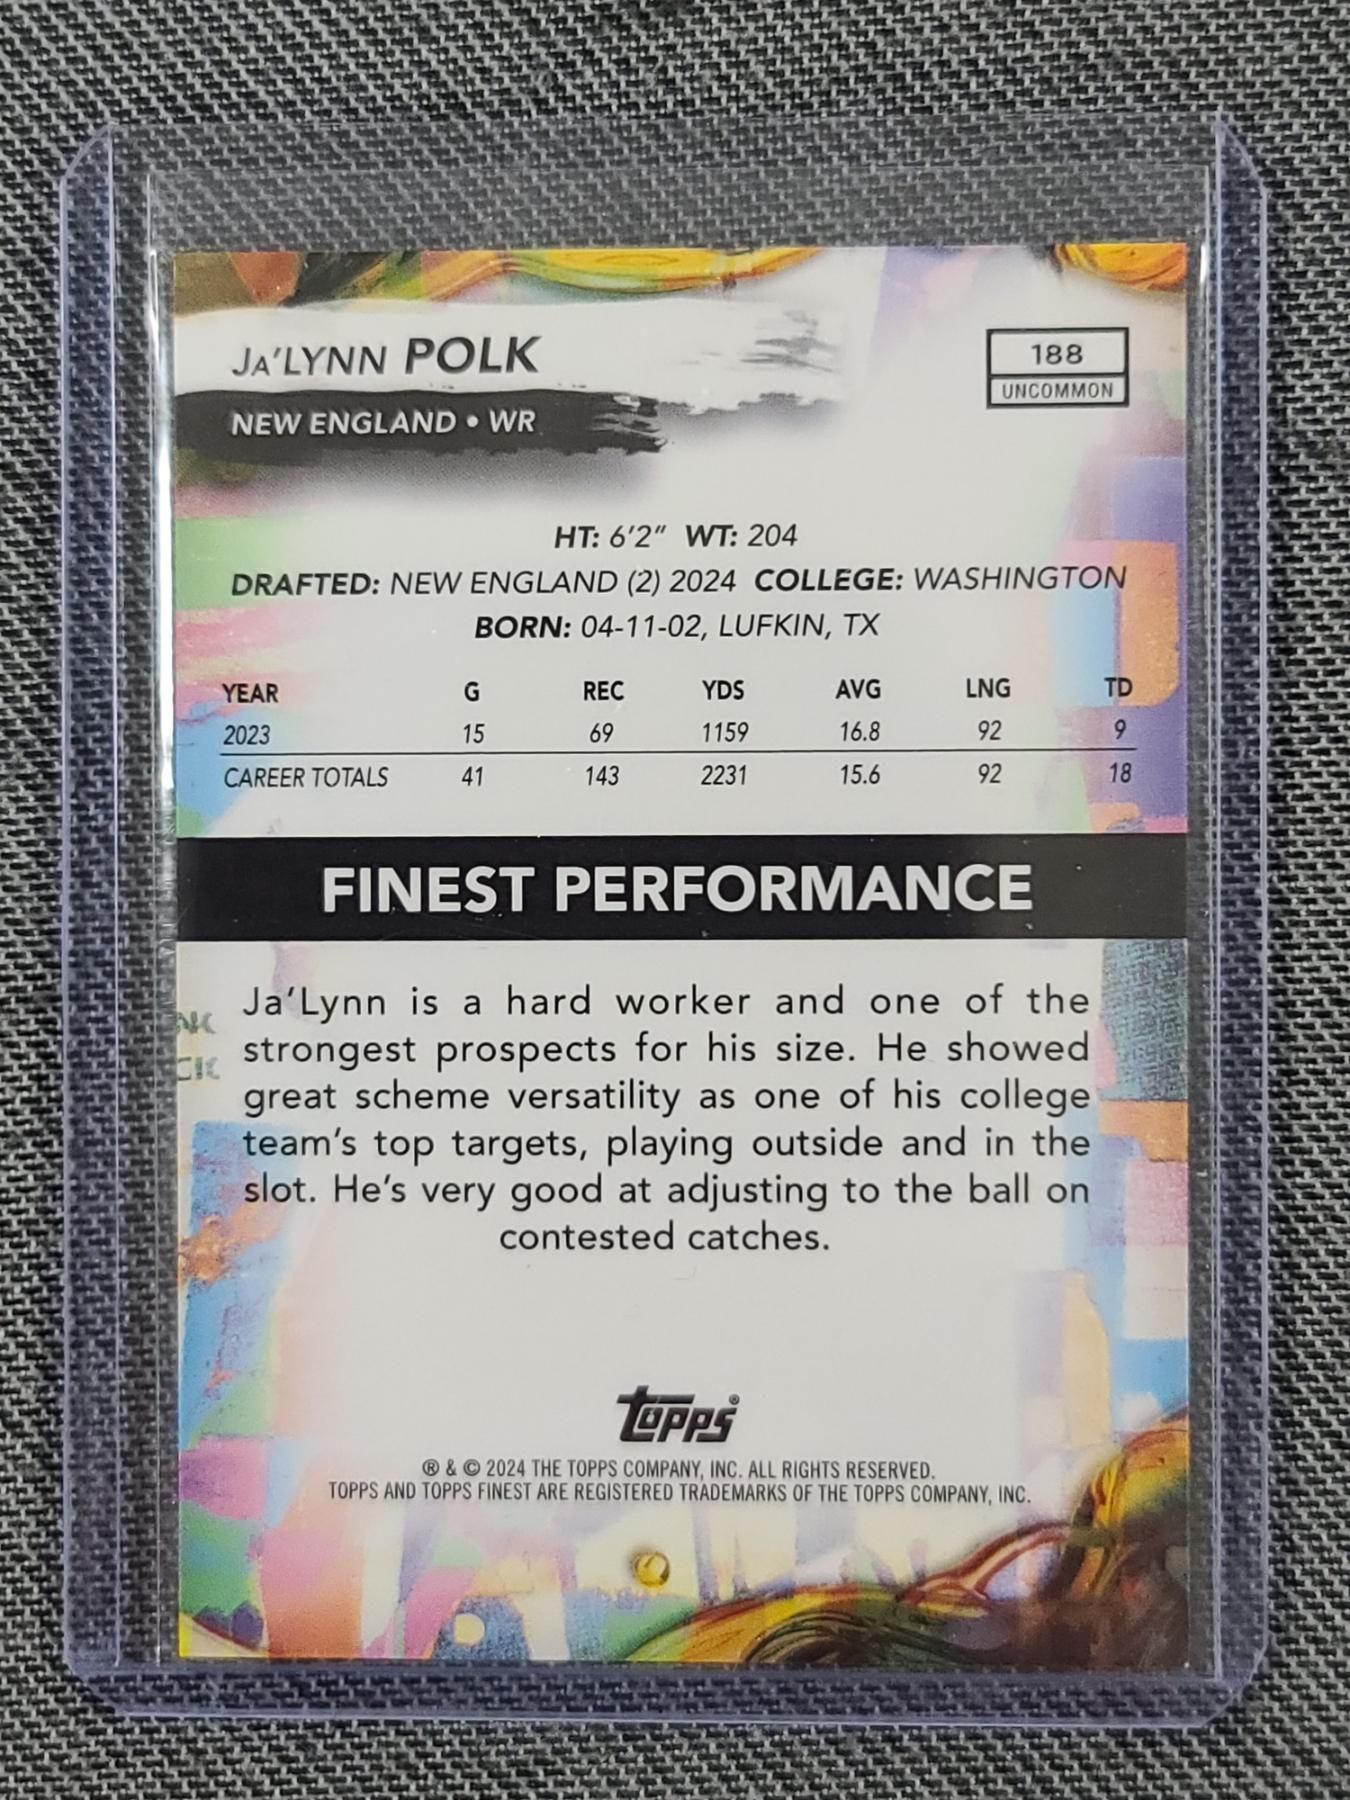 JA'LYNN POLK
NEW ENGLAND • WR
188
UNCOMMON
HT: 6'2" WT: 204
DRAFTED: NEW ENGLAND (2) 2024 COLLEGE: WASHINGTON
BORN: 04-11-02, LUFKIN, TX
YEAR G REC YDS AVG LNG TD
2023 15 69 1159 16.8 92 9
CAREER TOTALS 41 143 2231 15.6 92 18
FINEST PERFORMANCE
Ja'Lynn is a hard worker and one of the
strongest prospects for his size. He showed
great scheme versatility as one of his college
team's top targets, playing outside and in the
slot. He's very good at adjusting to the ball on
contested catches.
topps®
® & © 2024 THE TOPPS COMPANY, INC. ALL RIGHTS RESERVED.
TOPPS AND TOPPS FINEST ARE REGISTERED TRADEMARKS OF THE TOPPS COMPANY, INC.